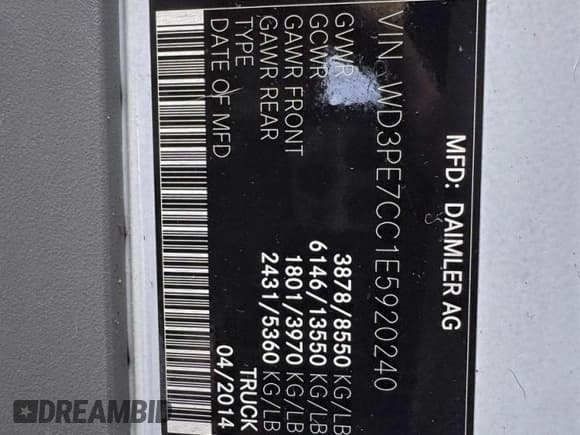 MFD: DAIMLER AG
VIN WD3PE7CC1E5920240
GVWR 3878/8550 KG/LB
GCWR 6146/13550 KG/LB
GAWR FRONT 1801/3970 KG/LB
GAWR REAR 2431/5360 KG/LB
TYPE TRUCK
DATE OF MFD 04/2014
DREAMBID